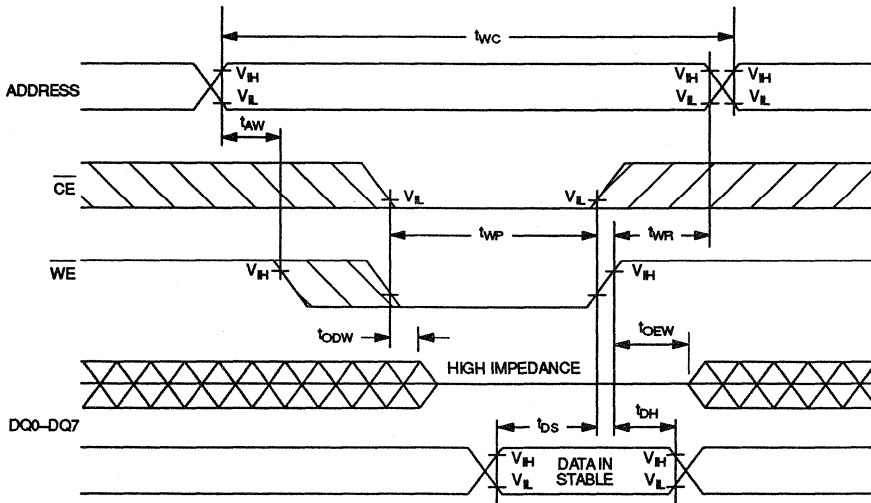 tWC
ADDRESS
VIH
VIL
VIH
VIL
VIH
VIL
tAW
CE
VIL
VIL
tWP
tWR
WE
VIH
VIH
tODW
tOEW
HIGH IMPEDANCE
DQ0–DQ7
tDS
tDH
VIH
VIL
DATA IN
STABLE
VIH
VIL